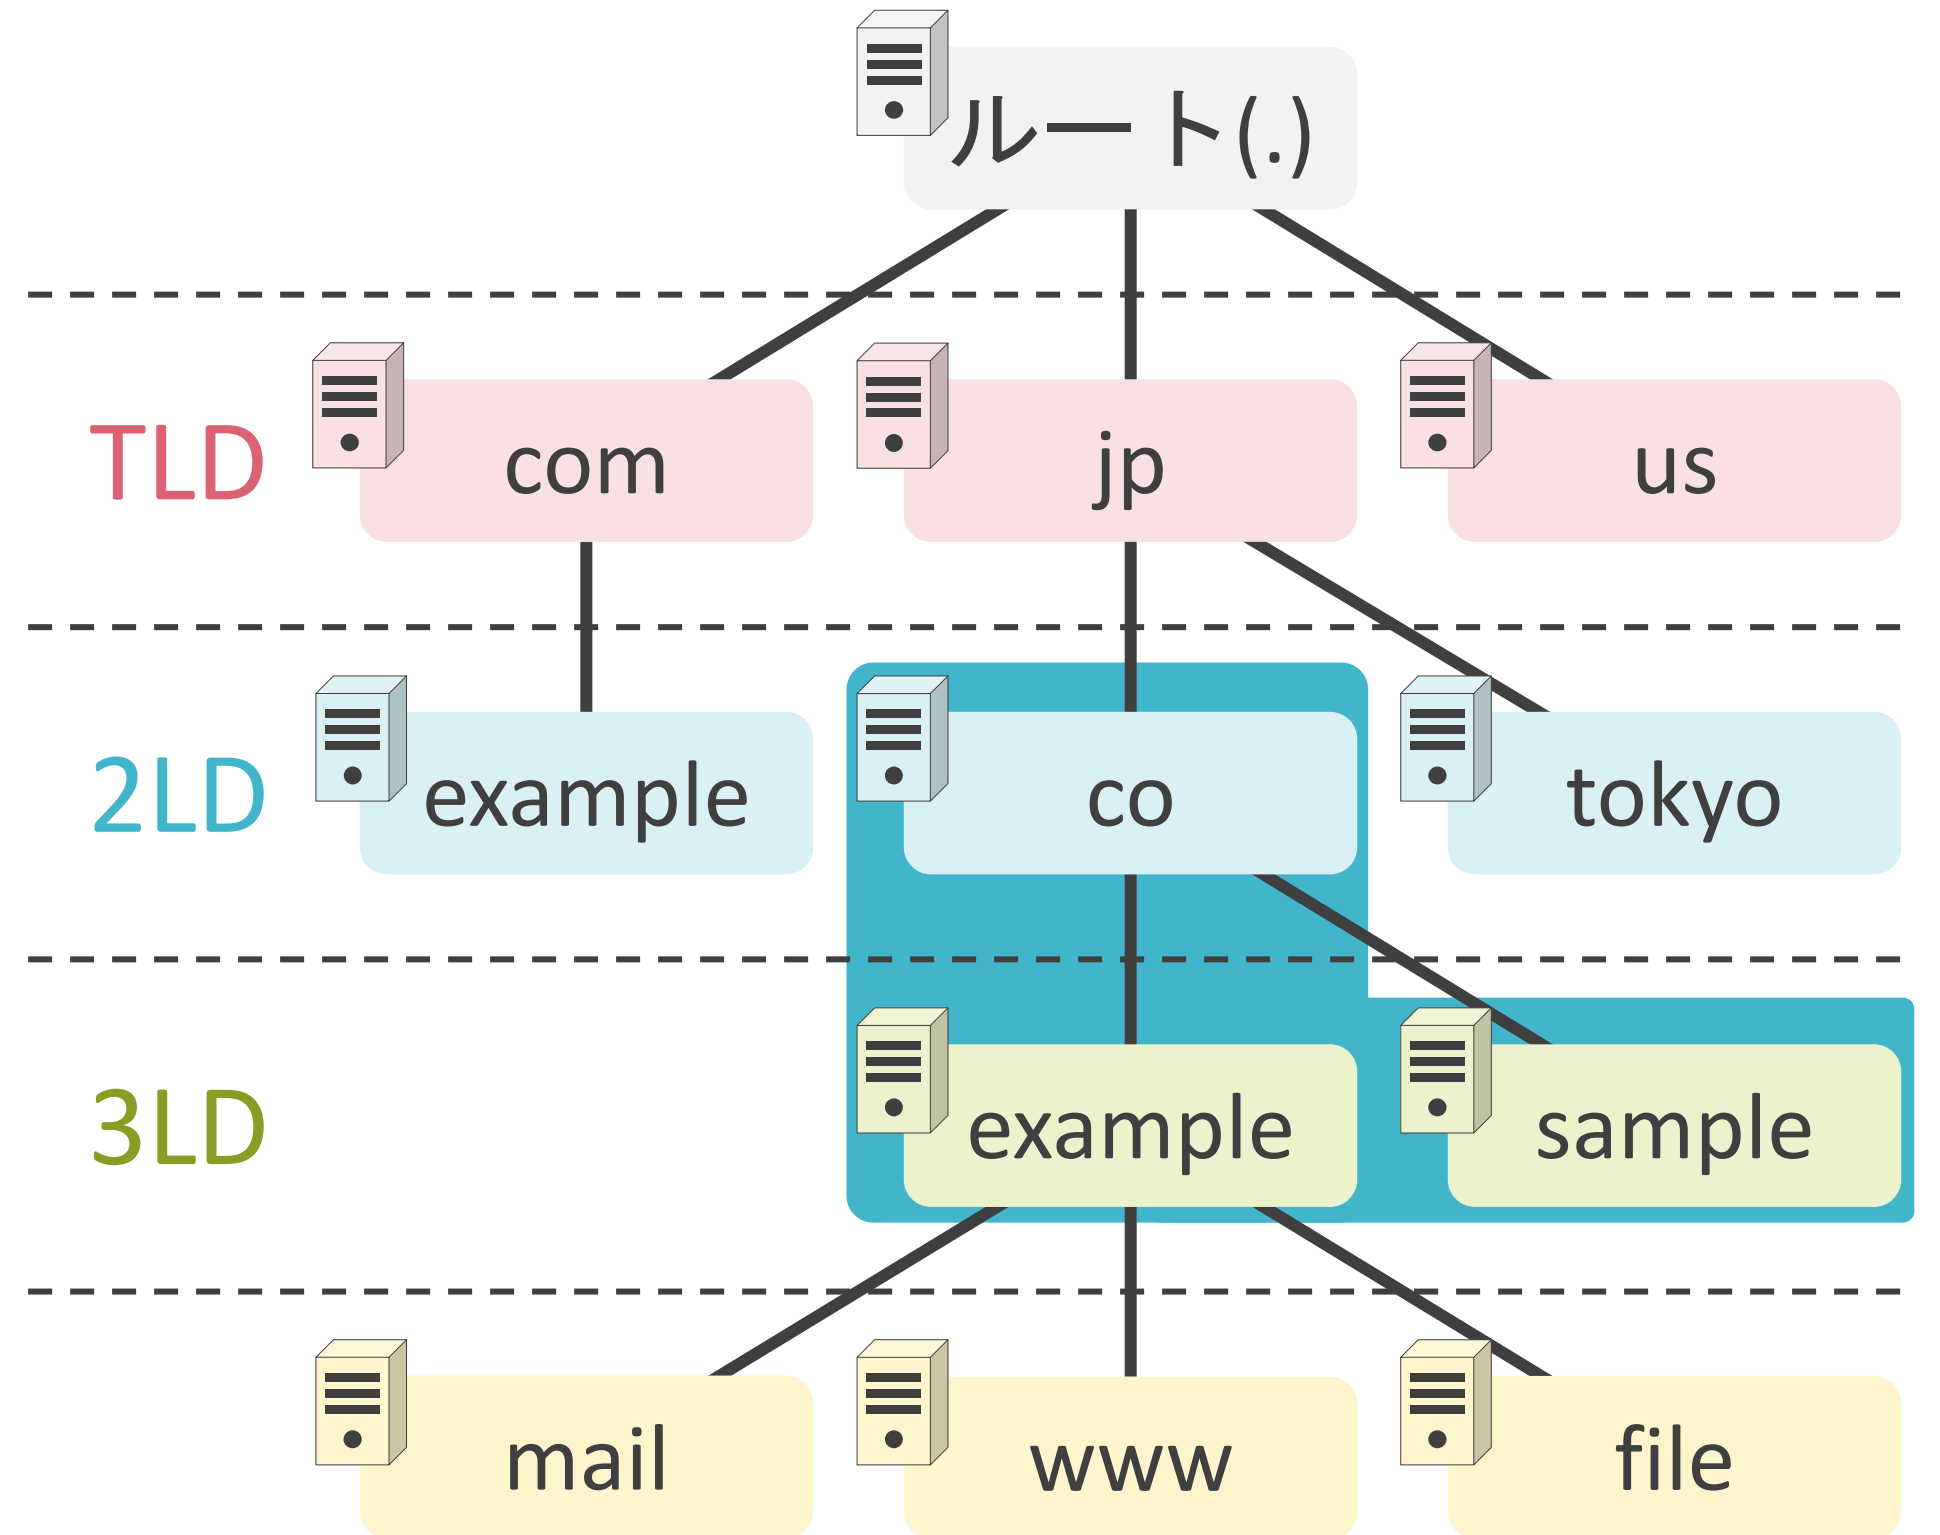 ルート(.)
TLD
com
jp
us
2LD
example
co
tokyo
3LD
example
sample
mail
www
file